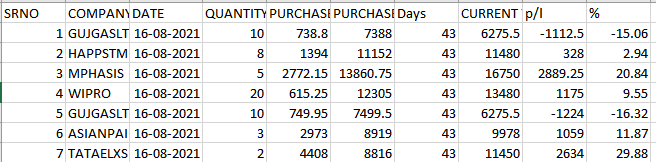 SRNO COMPANY DATE QUANTITY PURCHASE PURCHASE Days CURRENT p/l %
1 GUJGASLT 16-08-2021 10 738.8 7388 43 6275.5 -1112.5 -15.06
2 HAPPSTM 16-08-2021 8 1394 11152 43 11480 328 2.94
3 MPHASIS 16-08-2021 5 2772.15 13860.75 43 16750 2889.25 20.84
4 WIPRO 16-08-2021 20 615.25 12305 43 13480 1175 9.55
5 GUJGASLT 16-08-2021 10 749.95 7499.5 43 6275.5 -1224 -16.32
6 ASIANPAI 16-08-2021 3 2973 8919 43 9978 1059 11.87
7 TATAELXS 16-08-2021 2 4408 8816 43 11450 2634 29.88